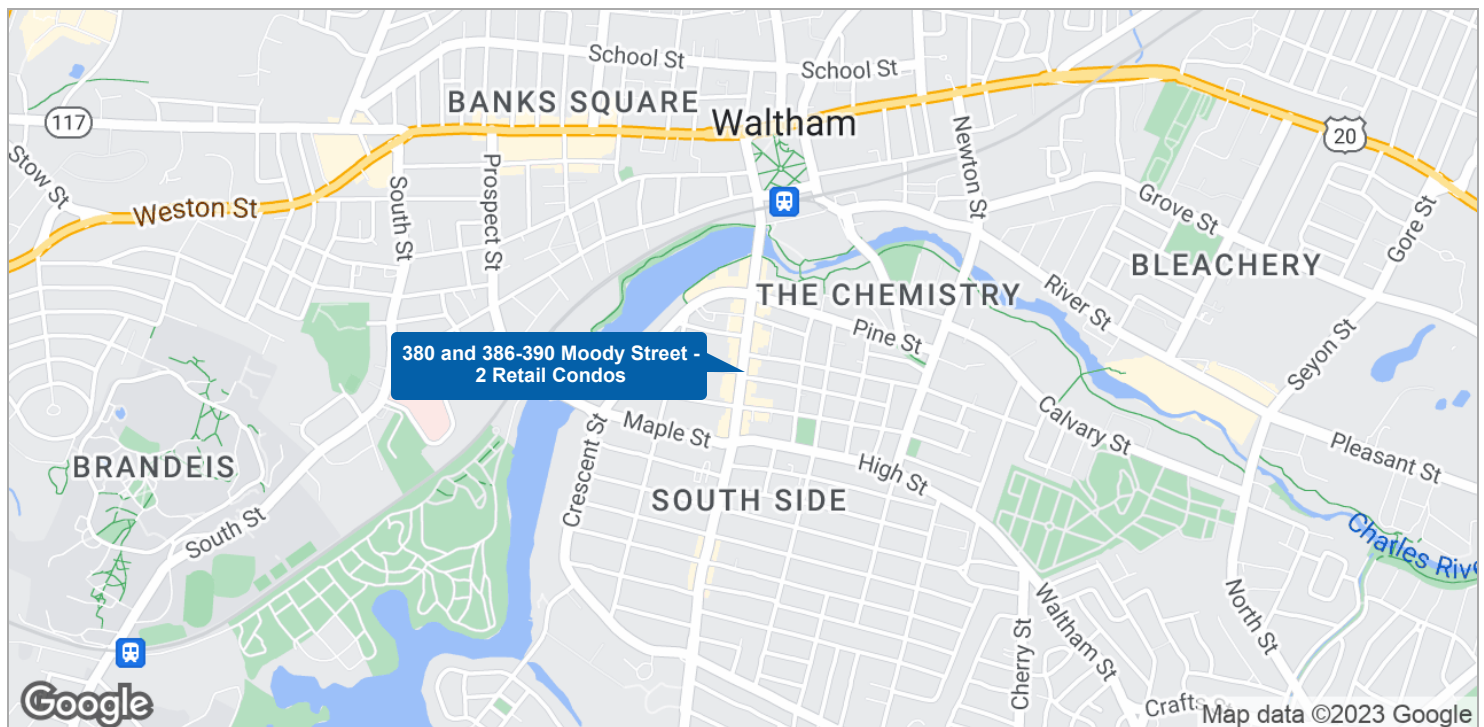 School St
School St
BANKS SQUARE
Waltham
117
20
Stow St
Weston St
South St
Prospect St
Newton St
Grove St
Gore St
BLEACHERY
THE CHEMISTRY
River St
Pine St
Seyon St
380 and 386-390 Moody Street -
2 Retail Condos
Maple St
Crescent St
Calvary St
High St
Pleasant St
BRANDEIS
SOUTH SIDE
South St
Charles Riv
North St
Waltham St
Cherry St
Crafts
Google
Map data ©2023 Google